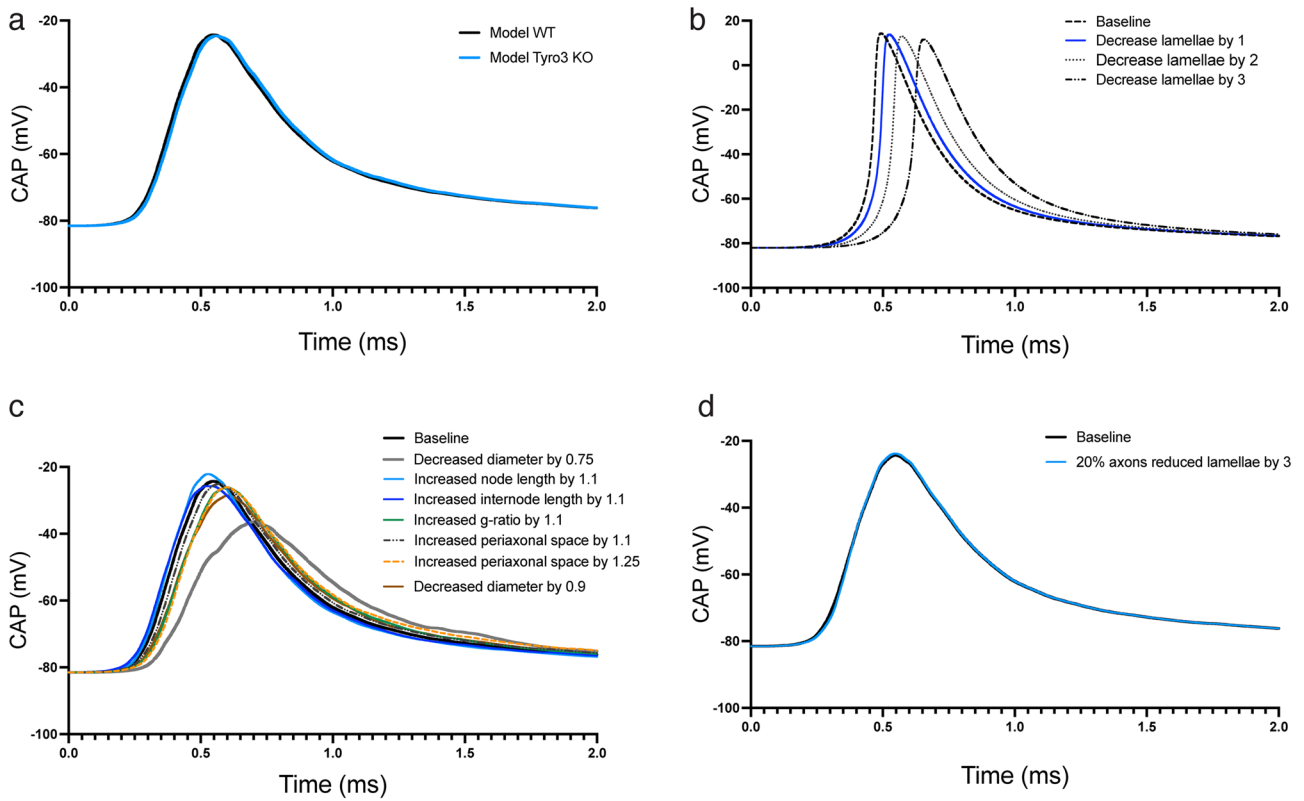 a
-20
-40
-60
-80
-100
CAP (mV)
Model WT
Model Tyro3 KO
0.0 0.5 1.0 1.5 2.0
Time (ms)
b
20
0
-20
-40
-60
-80
-100
CAP (mV)
Baseline
Decrease lamellae by 1
Decrease lamellae by 2
Decrease lamellae by 3
0.0 0.5 1.0 1.5 2.0
Time (ms)
c
-20
-40
-60
-80
-100
CAP (mV)
Baseline
Decreased diameter by 0.75
Increased node length by 1.1
Increased internode length by 1.1
Increased g-ratio by 1.1
Increased periaxonal space by 1.1
Increased periaxonal space by 1.25
Decreased diameter by 0.9
0.0 0.5 1.0 1.5 2.0
Time (ms)
d
-20
-40
-60
-80
-100
CAP (mV)
Baseline
20% axons reduced lamellae by 3
0.0 0.5 1.0 1.5 2.0
Time (ms)